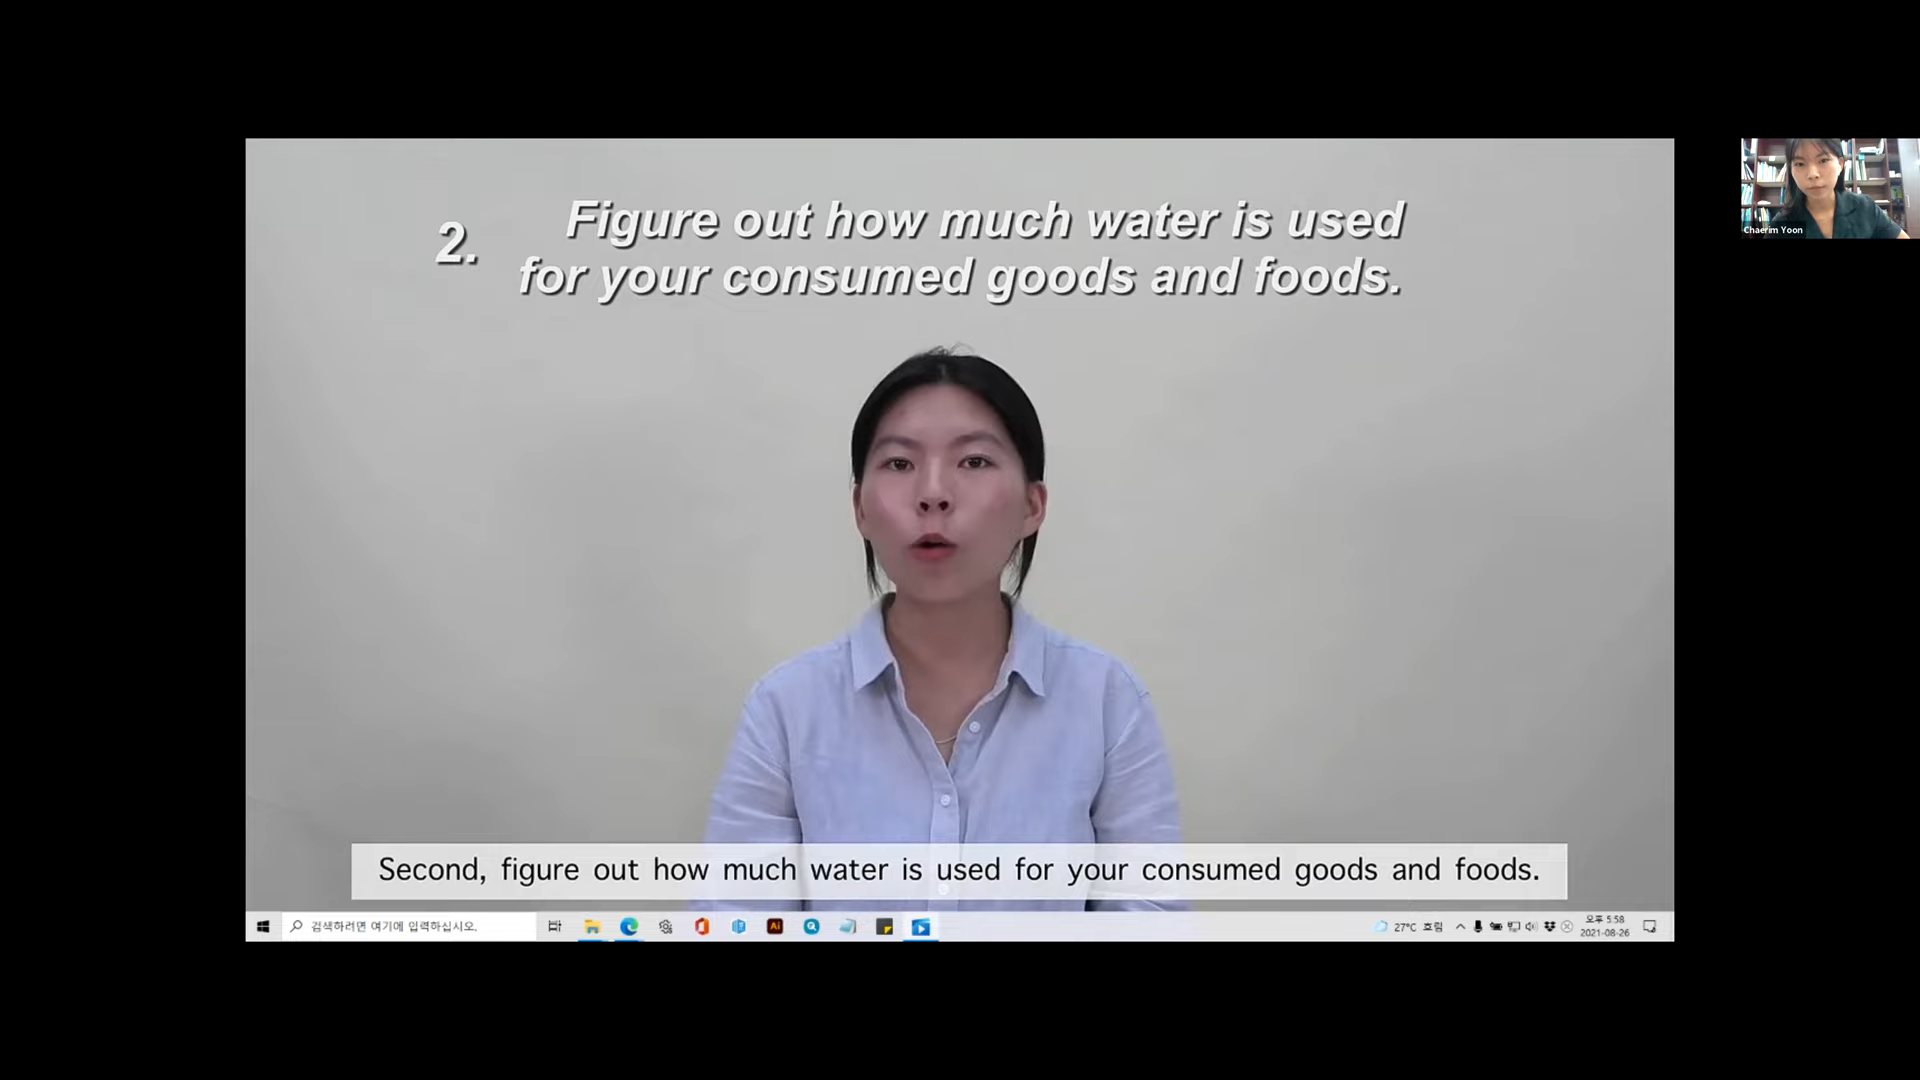 2.
Figure out how much water is used
for your consumed goods and foods.
Chaerim Yoon
Second, figure out how much water is used for your consumed goods and foods.
검색하려면 여기에 입력하십시오.
Ai
27°C 흐림
오후 5:58
2021-08-26